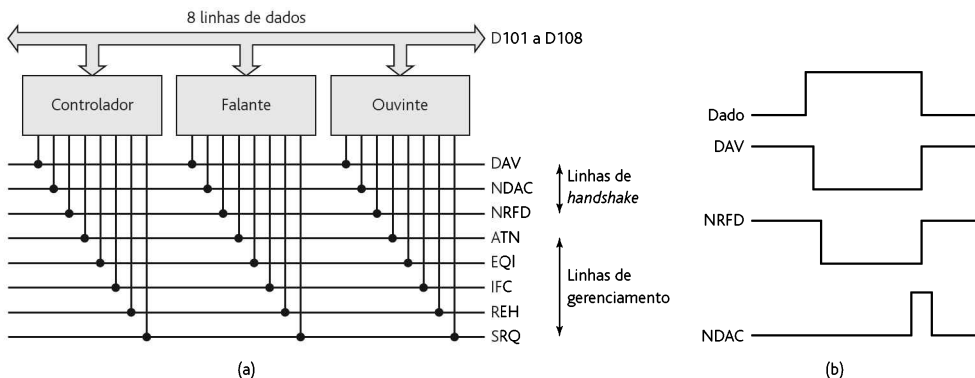 8 linhas de dados
D101 a D108
Controlador
Falante
Ouvinte
DAV
NDAC
NRFD
ATN
EQI
IFC
REH
SRQ
Linhas de
handshake
Linhas de
gerenciamento
(a)
Dado
DAV
NRFD
NDAC
(b)